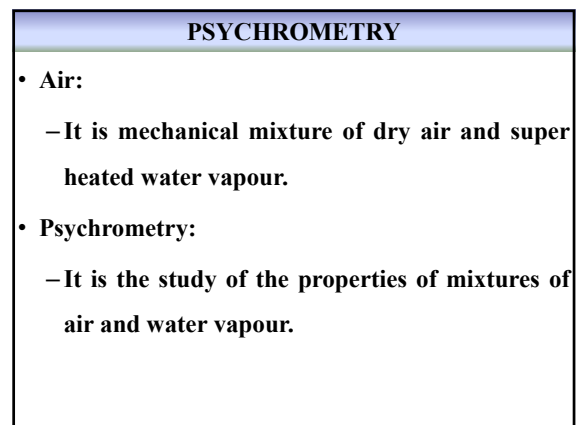 PSYCHROMETRY
• Air:
–It is mechanical mixture of dry air and super
heated water vapour.
• Psychrometry:
–It is the study of the properties of mixtures of
air and water vapour.